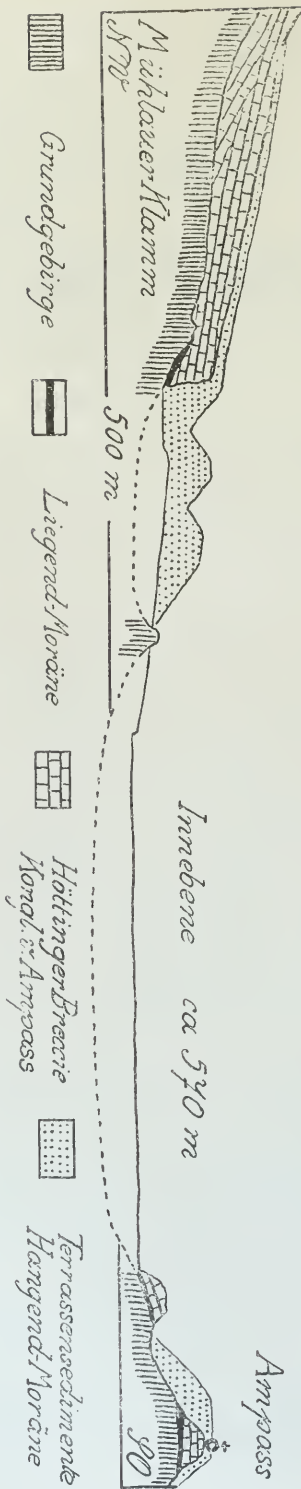 Mühlauer Klamm
NW
500 m
Innebene ca 570 m
Ampass
SO
Grundgebirge
Liegend-Moräne
Höttinger Breccie
Kongl. v. Ampass
Terrassensedimente
Hangend-Moräne